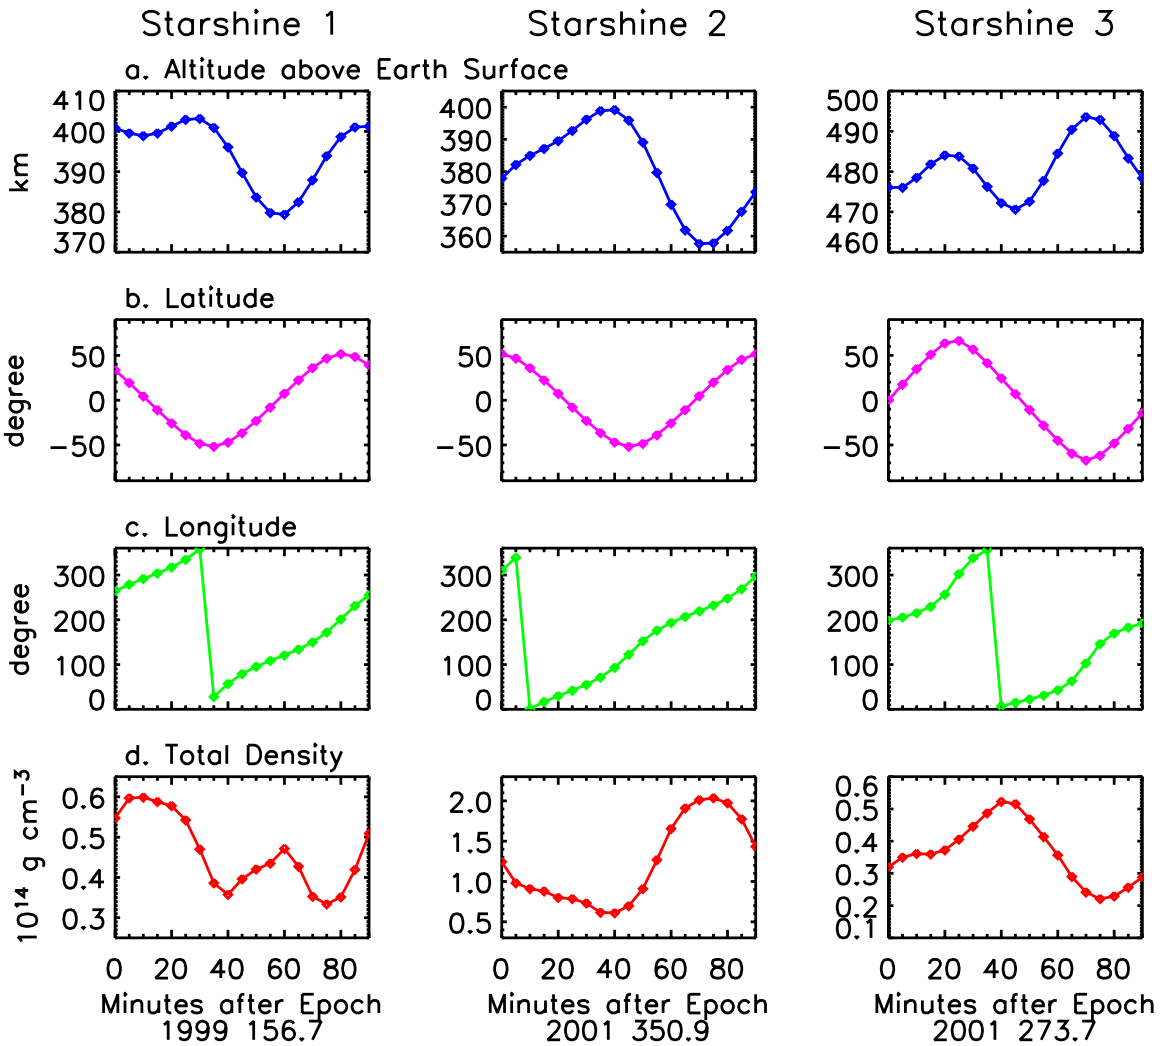 Starshine 1 Starshine 2 Starshine 3
a. Altitude above Earth Surface
km
410 400 390 380 370
400 390 380 370 360
500 490 480 470 460
b. Latitude
degree
50 0 −50
50 0 −50
50 0 −50
c. Longitude
degree
300 200 100 0
300 200 100 0
300 200 100 0
d. Total Density
10^14 g cm^−3
0.6 0.5 0.4 0.3
2.0 1.5 1.0 0.5
0.6 0.5 0.4 0.3 0.2 0.1
0 20 40 60 80 0 20 40 60 80 0 20 40 60 80
Minutes after Epoch Minutes after Epoch Minutes after Epoch
1999 156.7 2001 350.9 2001 273.7